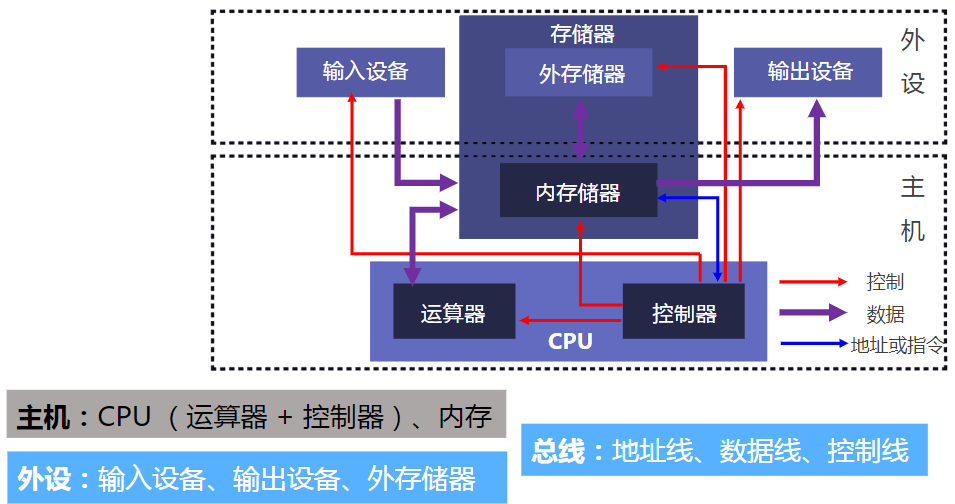 存储器
外设
输入设备
外存储器
输出设备
内存储器
主机
控制
运算器
控制器
数据
CPU
地址或指令
主机：CPU（运算器 + 控制器）、内存
总线：地址线、数据线、控制线
外设：输入设备、输出设备、外存储器